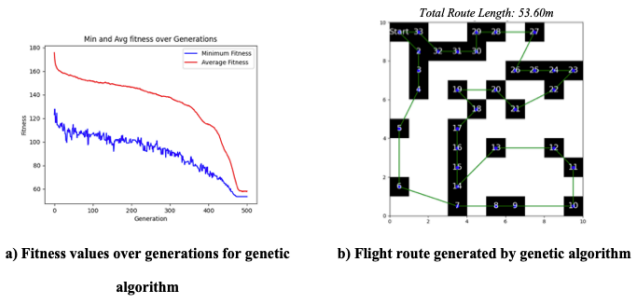 Min and Avg fitness over Generations
Minimum Fitness
Average Fitness
180
160
140
120
100
80
60
Fitness
0 100 200 300 400 500
Generation
a) Fitness values over generations for genetic
algorithm
Total Route Length: 53.60m
10
8
6
4
2
0
0 2 4 6 8 10
Start 33 29 28 27
2 32 31 30
3 26 25 24 23
4 19 20 22
18 21
5 17
16 13 12
15 11
6 14
7 8 9 10
b) Flight route generated by genetic algorithm